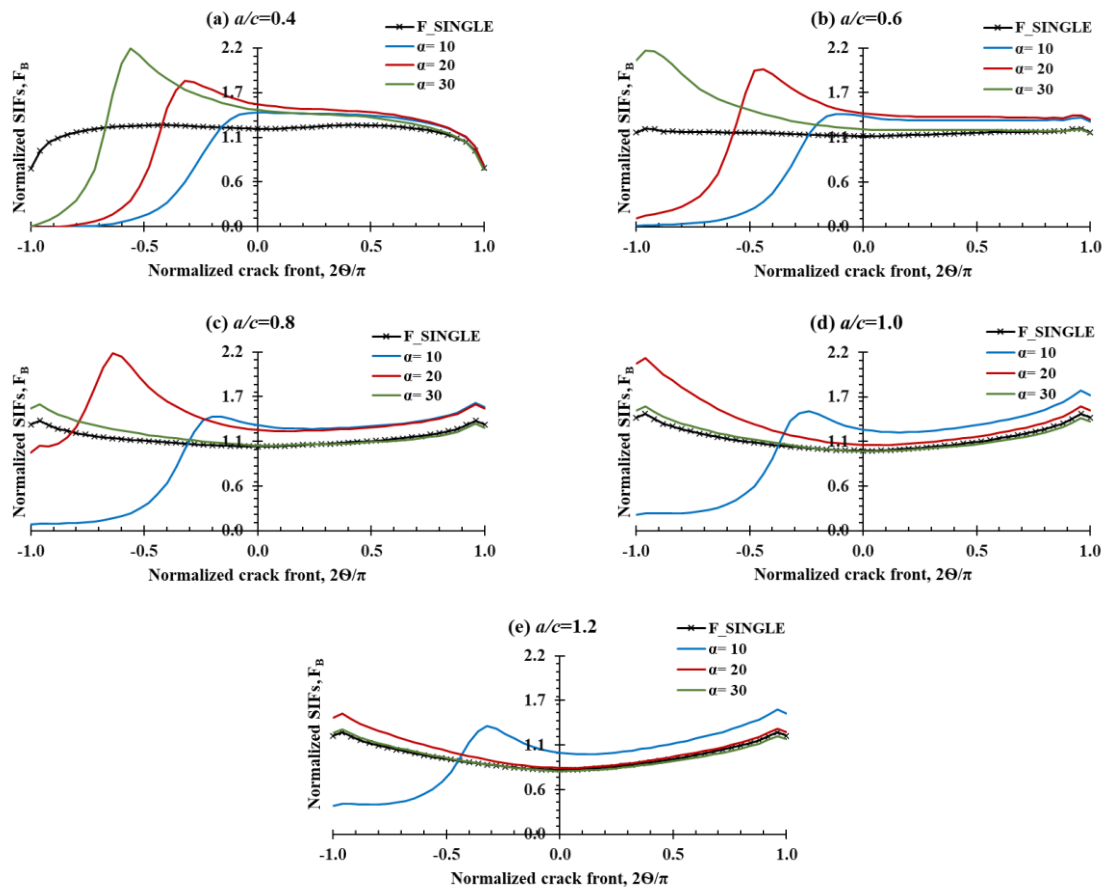 (a) a/c=0.4
F_SINGLE
α= 10
α= 20
α= 30
Normalized SIFs, F_B
2.2
1.7
1.1
0.6
0.0
-1.0 -0.5 0.0 0.5 1.0
Normalized crack front, 2Θ/π
(b) a/c=0.6
F_SINGLE
α= 10
α= 20
α= 30
Normalized SIFs, F_B
2.2
1.7
1.1
0.6
0.0
-1.0 -0.5 0.0 0.5 1.0
Normalized crack front, 2Θ/π
(c) a/c=0.8
F_SINGLE
α= 10
α= 20
α= 30
Normalized SIFs, F_B
2.2
1.7
1.1
0.6
0.0
-1.0 -0.5 0.0 0.5 1.0
Normalized crack front, 2Θ/π
(d) a/c=1.0
F_SINGLE
α= 10
α= 20
α= 30
Normalized SIFs, F_B
2.2
1.7
1.1
0.6
0.0
-1.0 -0.5 0.0 0.5 1.0
Normalized crack front, 2Θ/π
(e) a/c=1.2
F_SINGLE
α= 10
α= 20
α= 30
Normalized SIFs, F_B
2.2
1.7
1.1
0.6
0.0
-1.0 -0.5 0.0 0.5 1.0
Normalized crack front, 2Θ/π